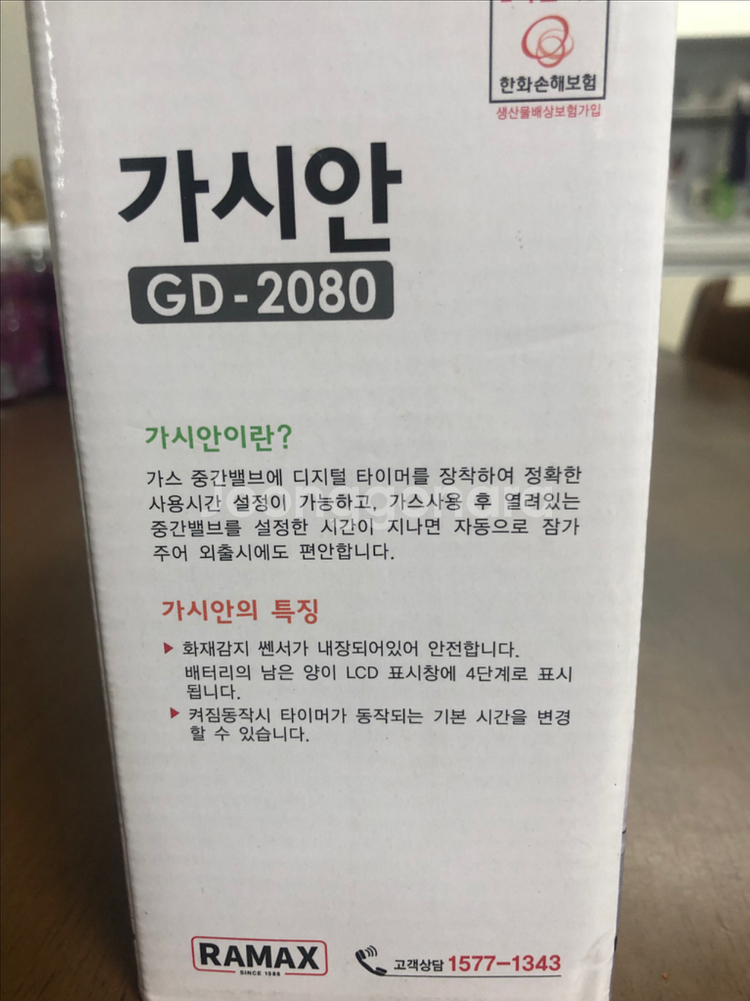 한화손해보험
생산물배상보험가입
가시안
GD-2080
가시안이란?
가스 중간밸브에 디지털 타이머를 장착하여 정확한
사용시간 설정이 가능하고, 가스사용 후 열려있는
중간밸브를 설정한 시간이 지나면 자동으로 잠가
주어 외출시에도 편안합니다.
가시안의 특징
▶ 화재감지 쎈서가 내장되어있어 안전합니다.
배터리의 남은 양이 LCD 표시창에 4단계로 표시
됩니다.
▶ 켜짐동작시 타이머가 동작되는 기본 시간을 변경
할 수 있습니다.
RAMAX
SINCE 1588
고객상담 1577-1343